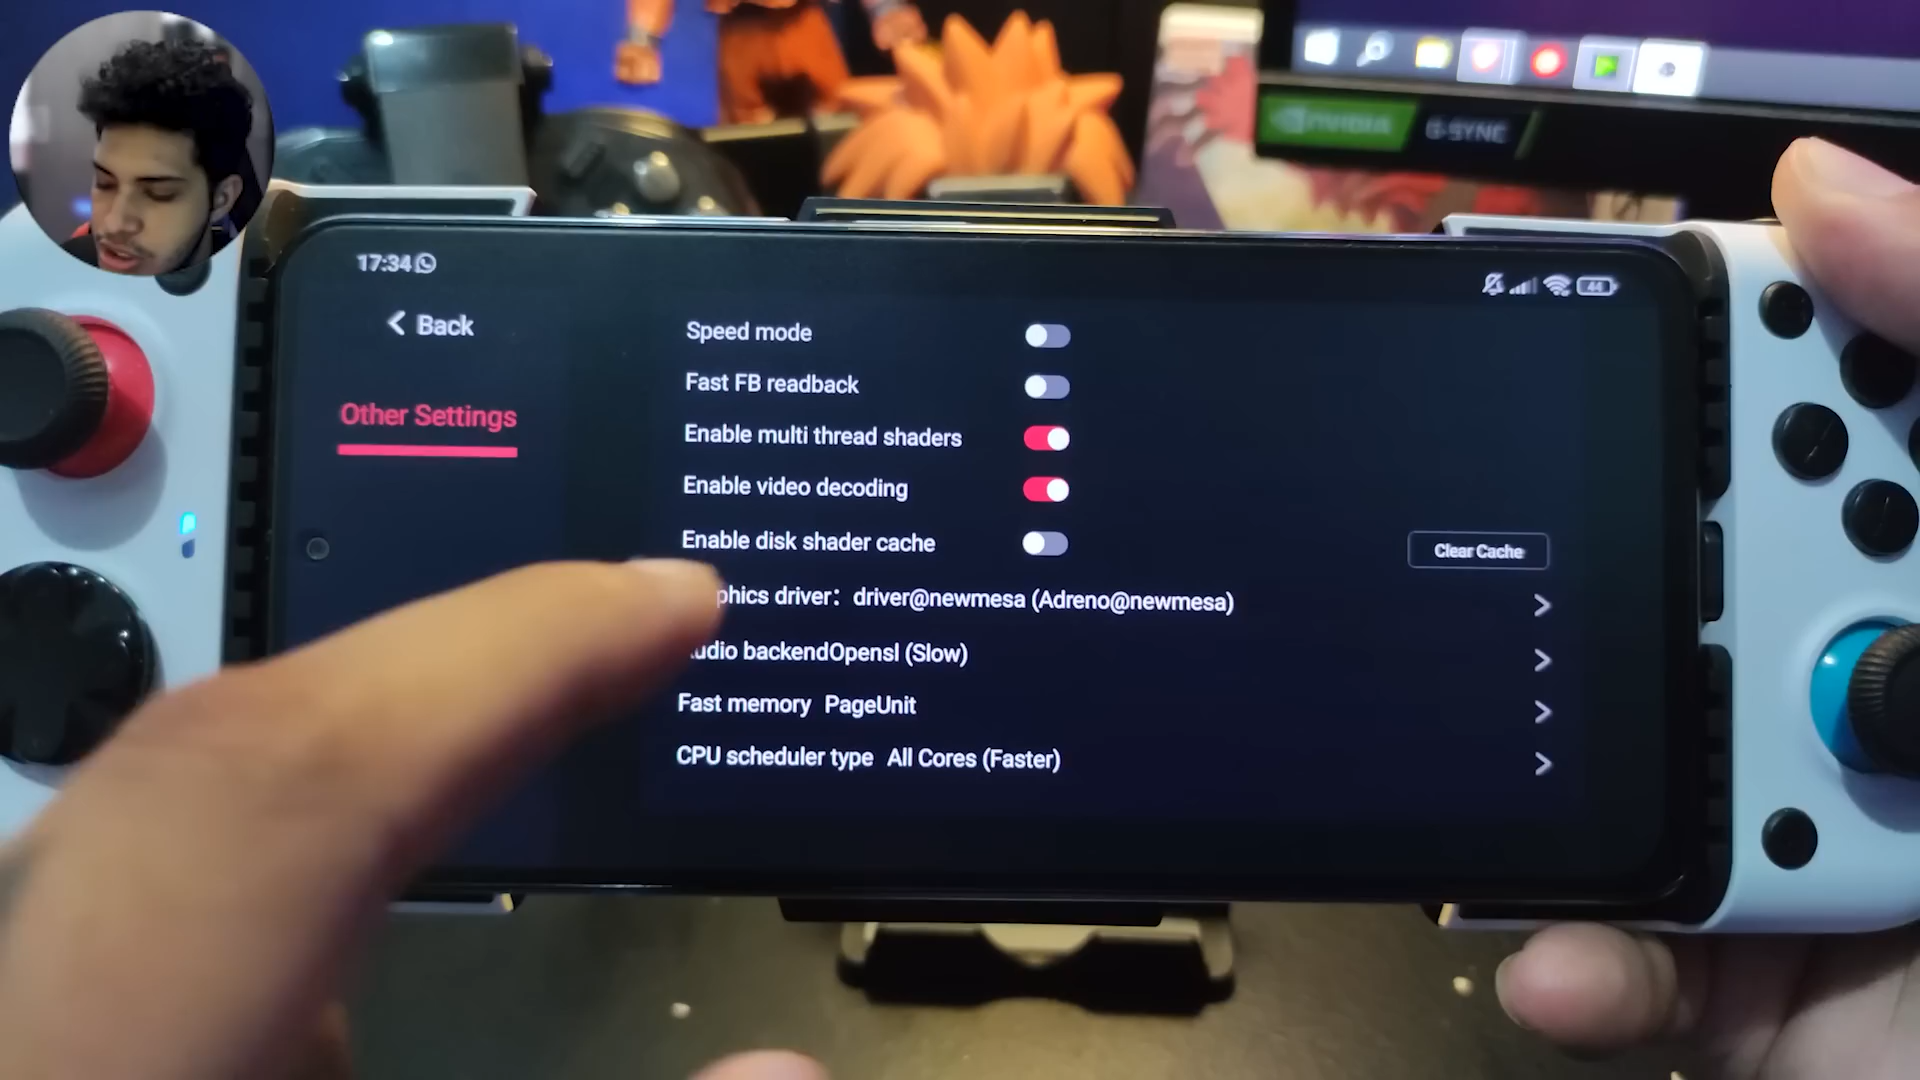 NVIDIA G-SYNC
17:34
44
Back
Other Settings
Speed mode
Fast FB readback
Enable multi thread shaders
Enable video decoding
Enable disk shader cache
Clear Cache
phics driver: driver@newmesa (Adreno@newmesa)
udio backendOpensl (Slow)
Fast memory PageUnit
CPU scheduler type All Cores (Faster)